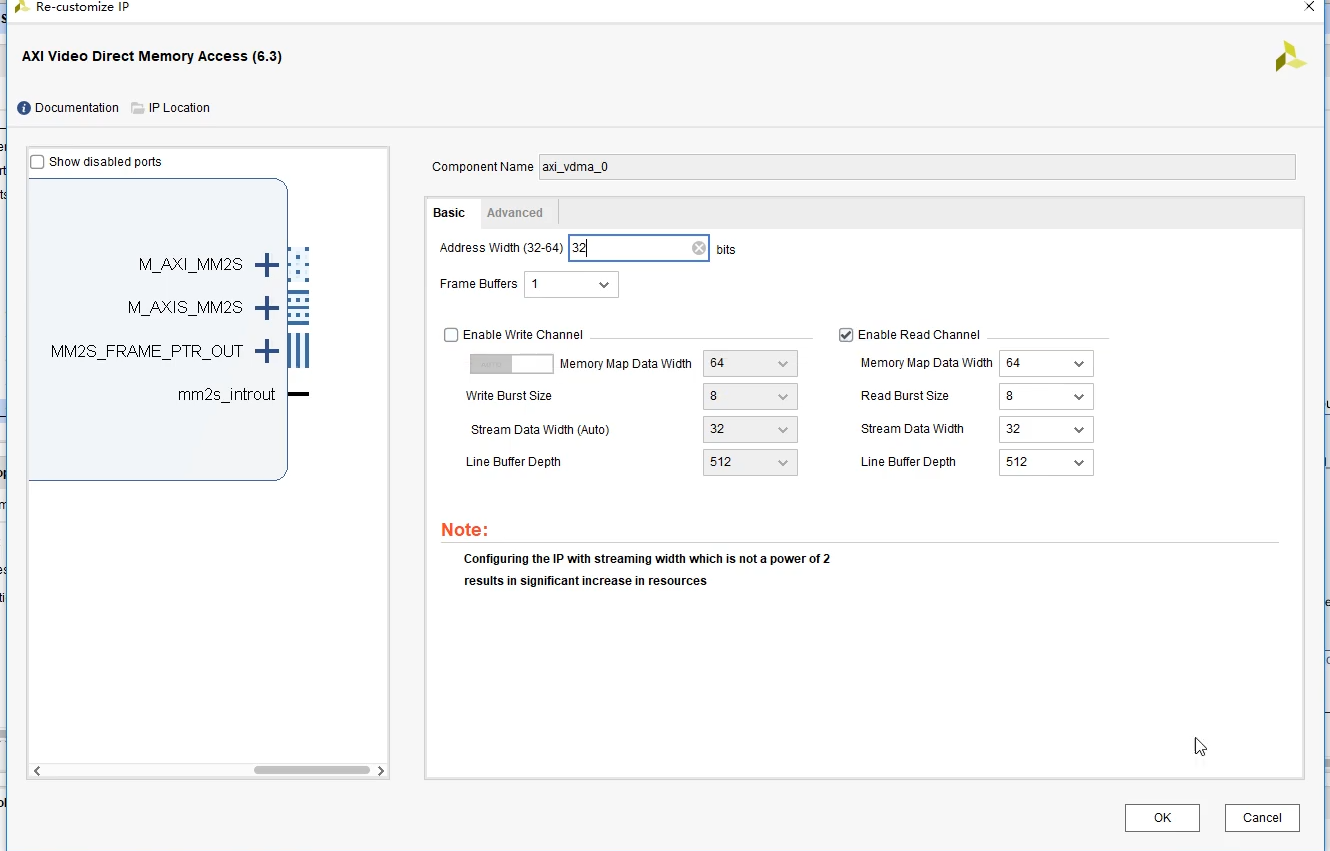 Re-customize IP
AXI Video Direct Memory Access (6.3)
Documentation IP Location
Show disabled ports
M_AXI_MM2S
M_AXIS_MM2S
MM2S_FRAME_PTR_OUT
mm2s_introut
Component Name axi_vdma_0
Basic Advanced
Address Width (32-64) 32 bits
Frame Buffers 1
Enable Write Channel Enable Read Channel
Memory Map Data Width 64 Memory Map Data Width 64
Write Burst Size 8 Read Burst Size 8
Stream Data Width (Auto) 32 Stream Data Width 32
Line Buffer Depth 512 Line Buffer Depth 512
Note:
Configuring the IP with streaming width which is not a power of 2
results in significant increase in resources
OK Cancel